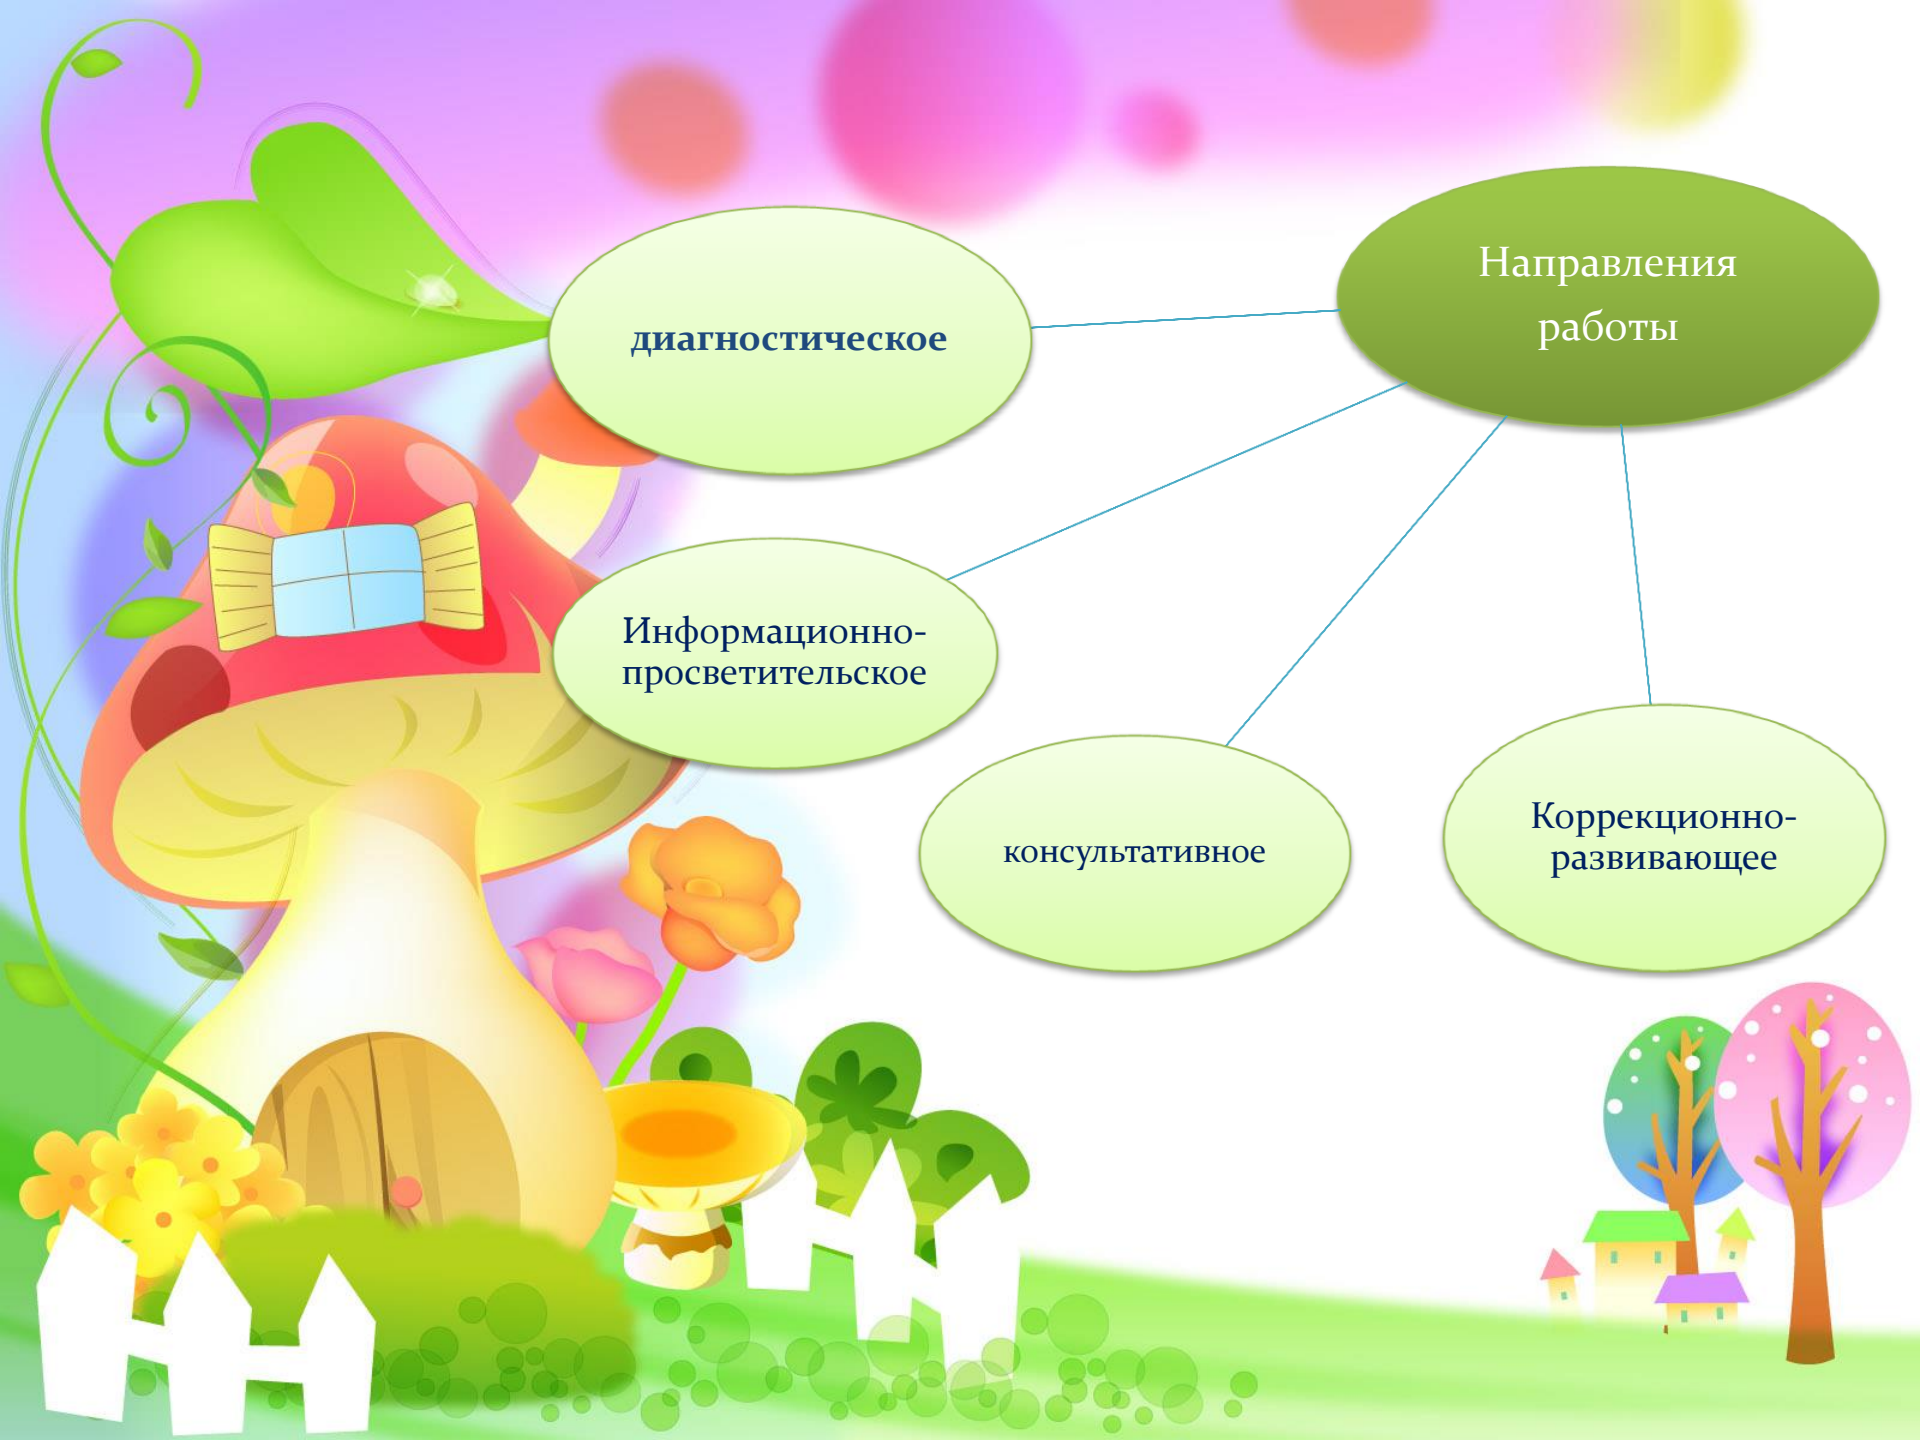 Направления
работы
диагностическое
Информационно-
просветительское
консультативное
Коррекционно-
развивающее